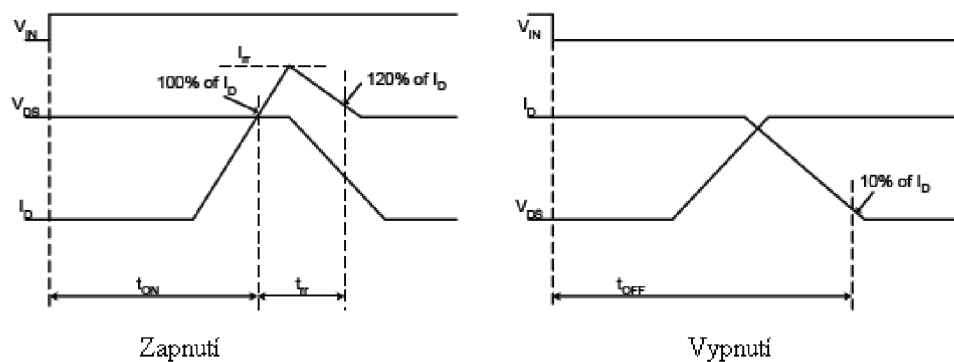 V_IN
I_rr
100% of I_D
120% of I_D
V_DS
I_D
t_ON
t_rr
Zapnutí
V_IN
I_D
10% of I_D
V_DS
t_OFF
Vypnutí